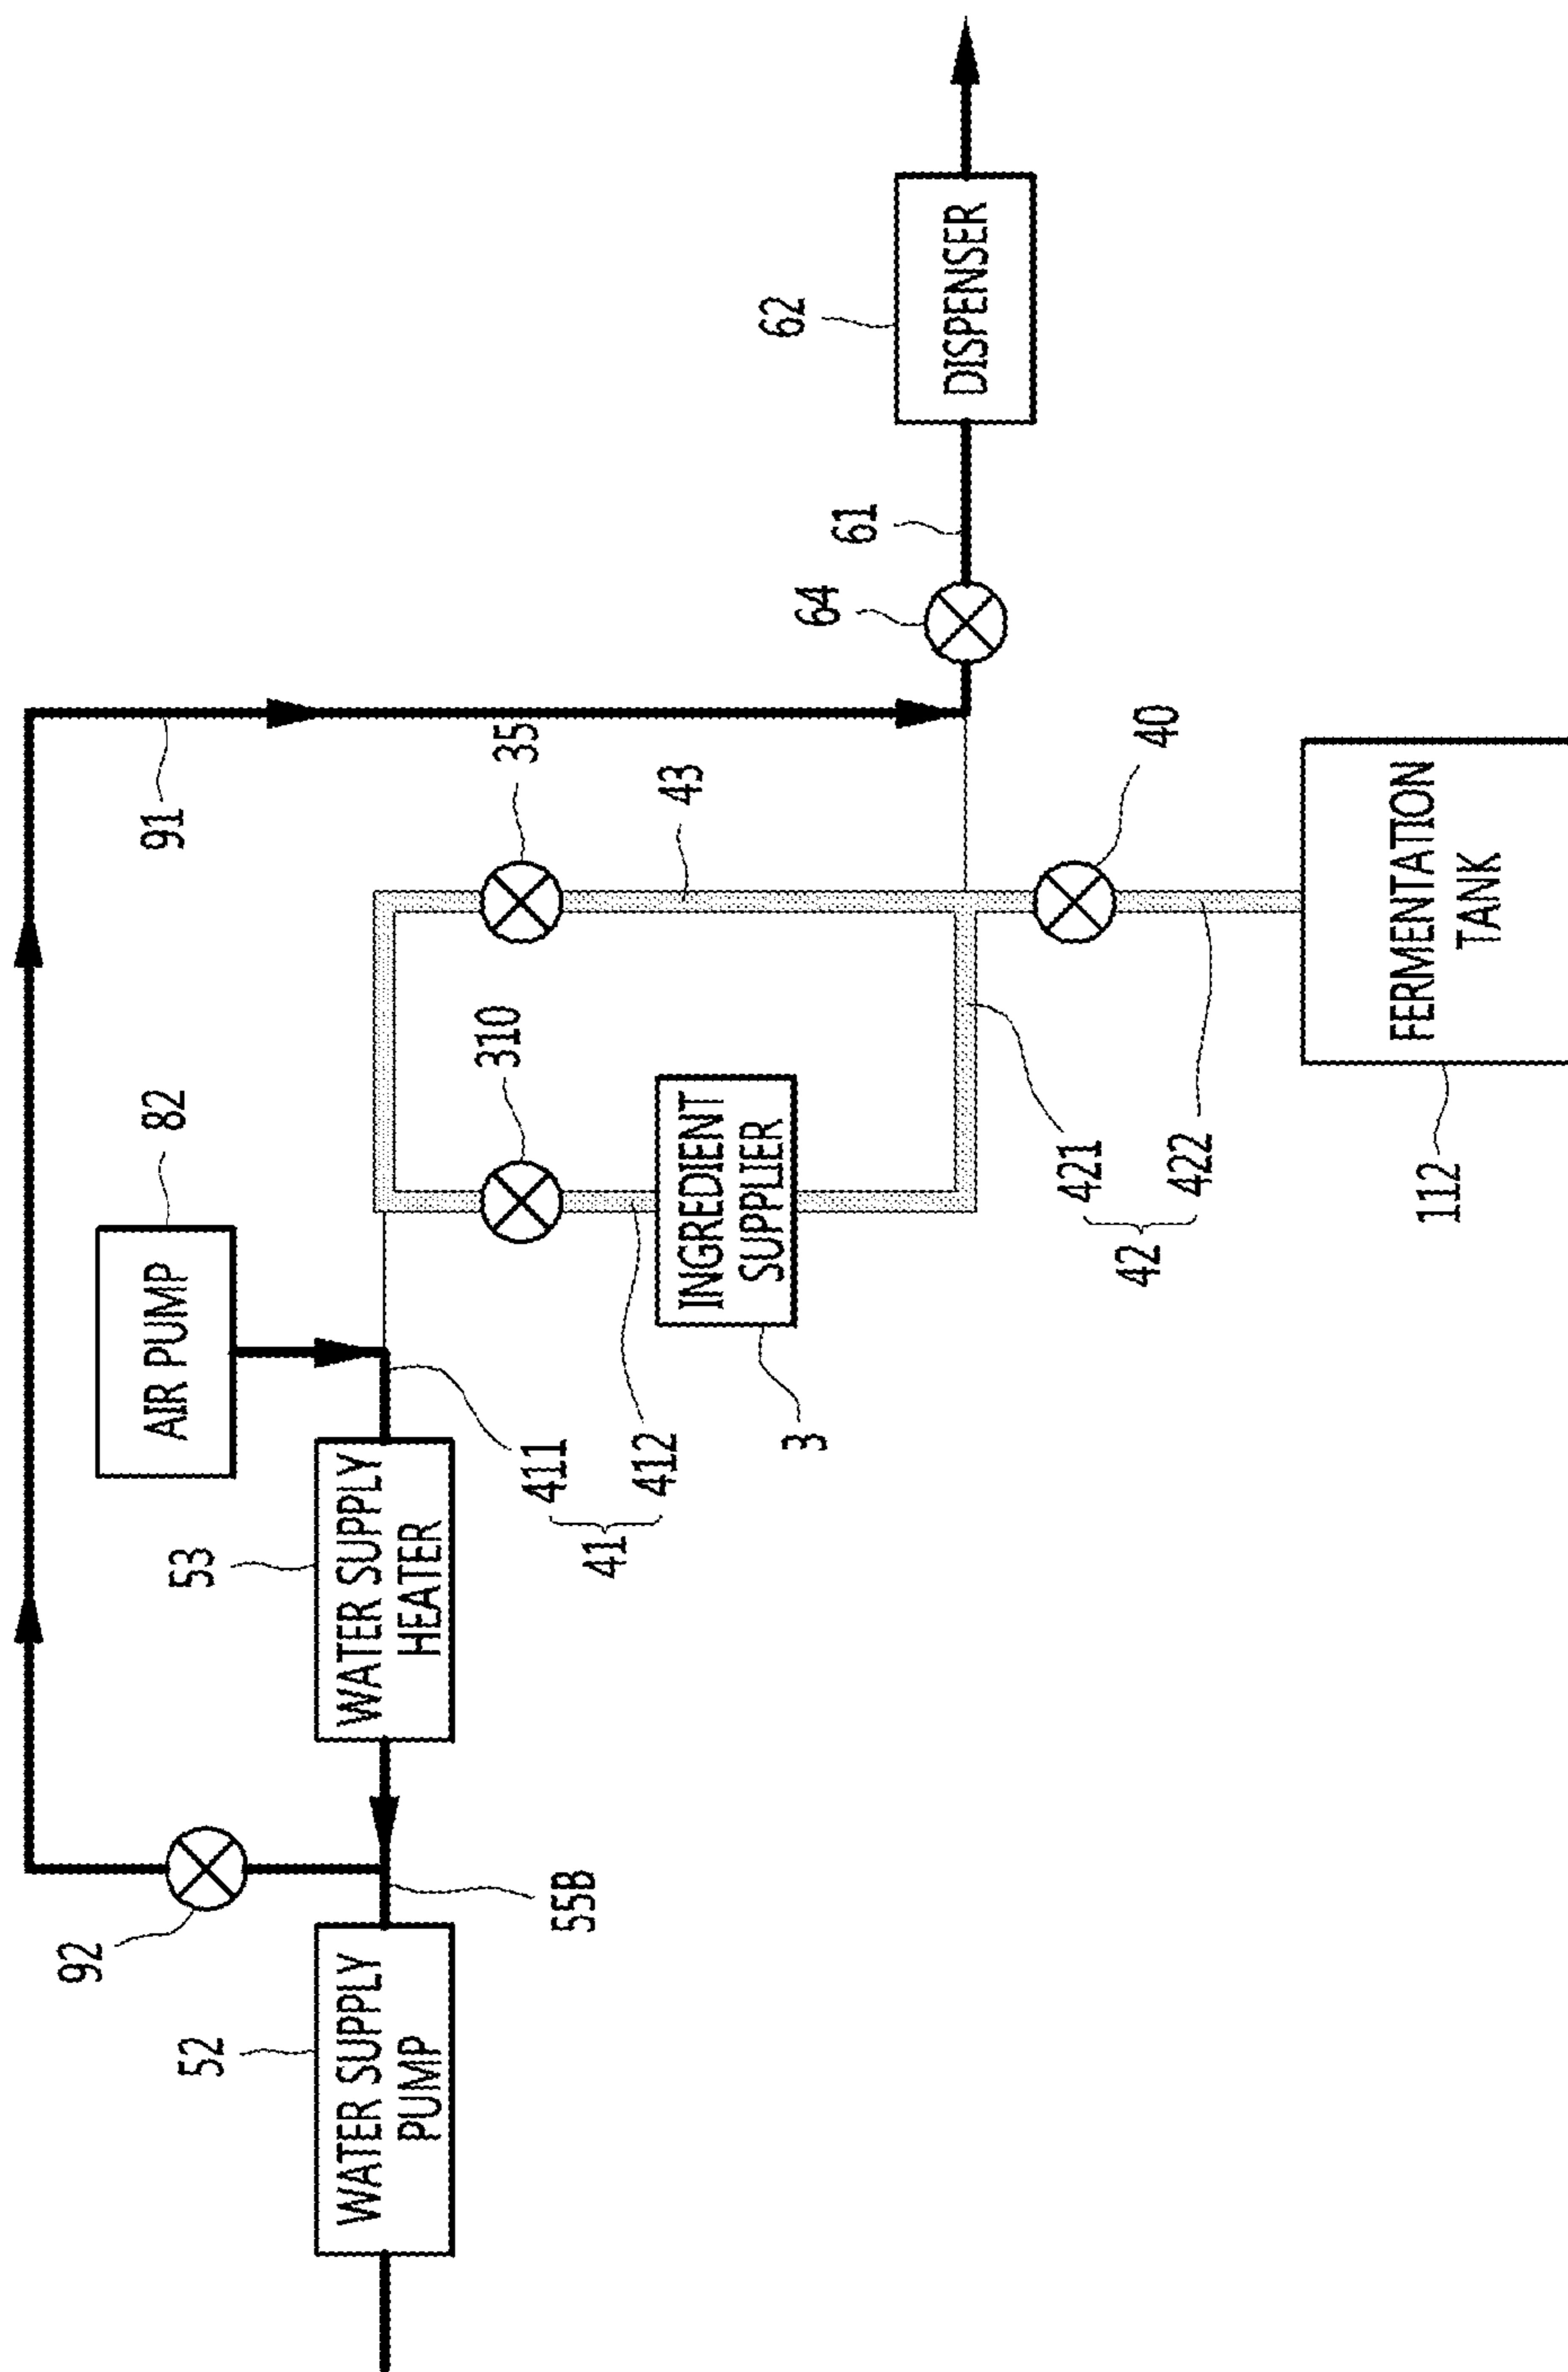 91
92
52
WATER SUPPLY
PUMP
55B
53
WATER SUPPLY
HEATER
82
AIR PUMP
411
412
41
310
35
43
INGREDIENT
SUPPLIER
3
421
422
42
40
FERMENTATION
TANK
112
64
61
62
DISPENSER